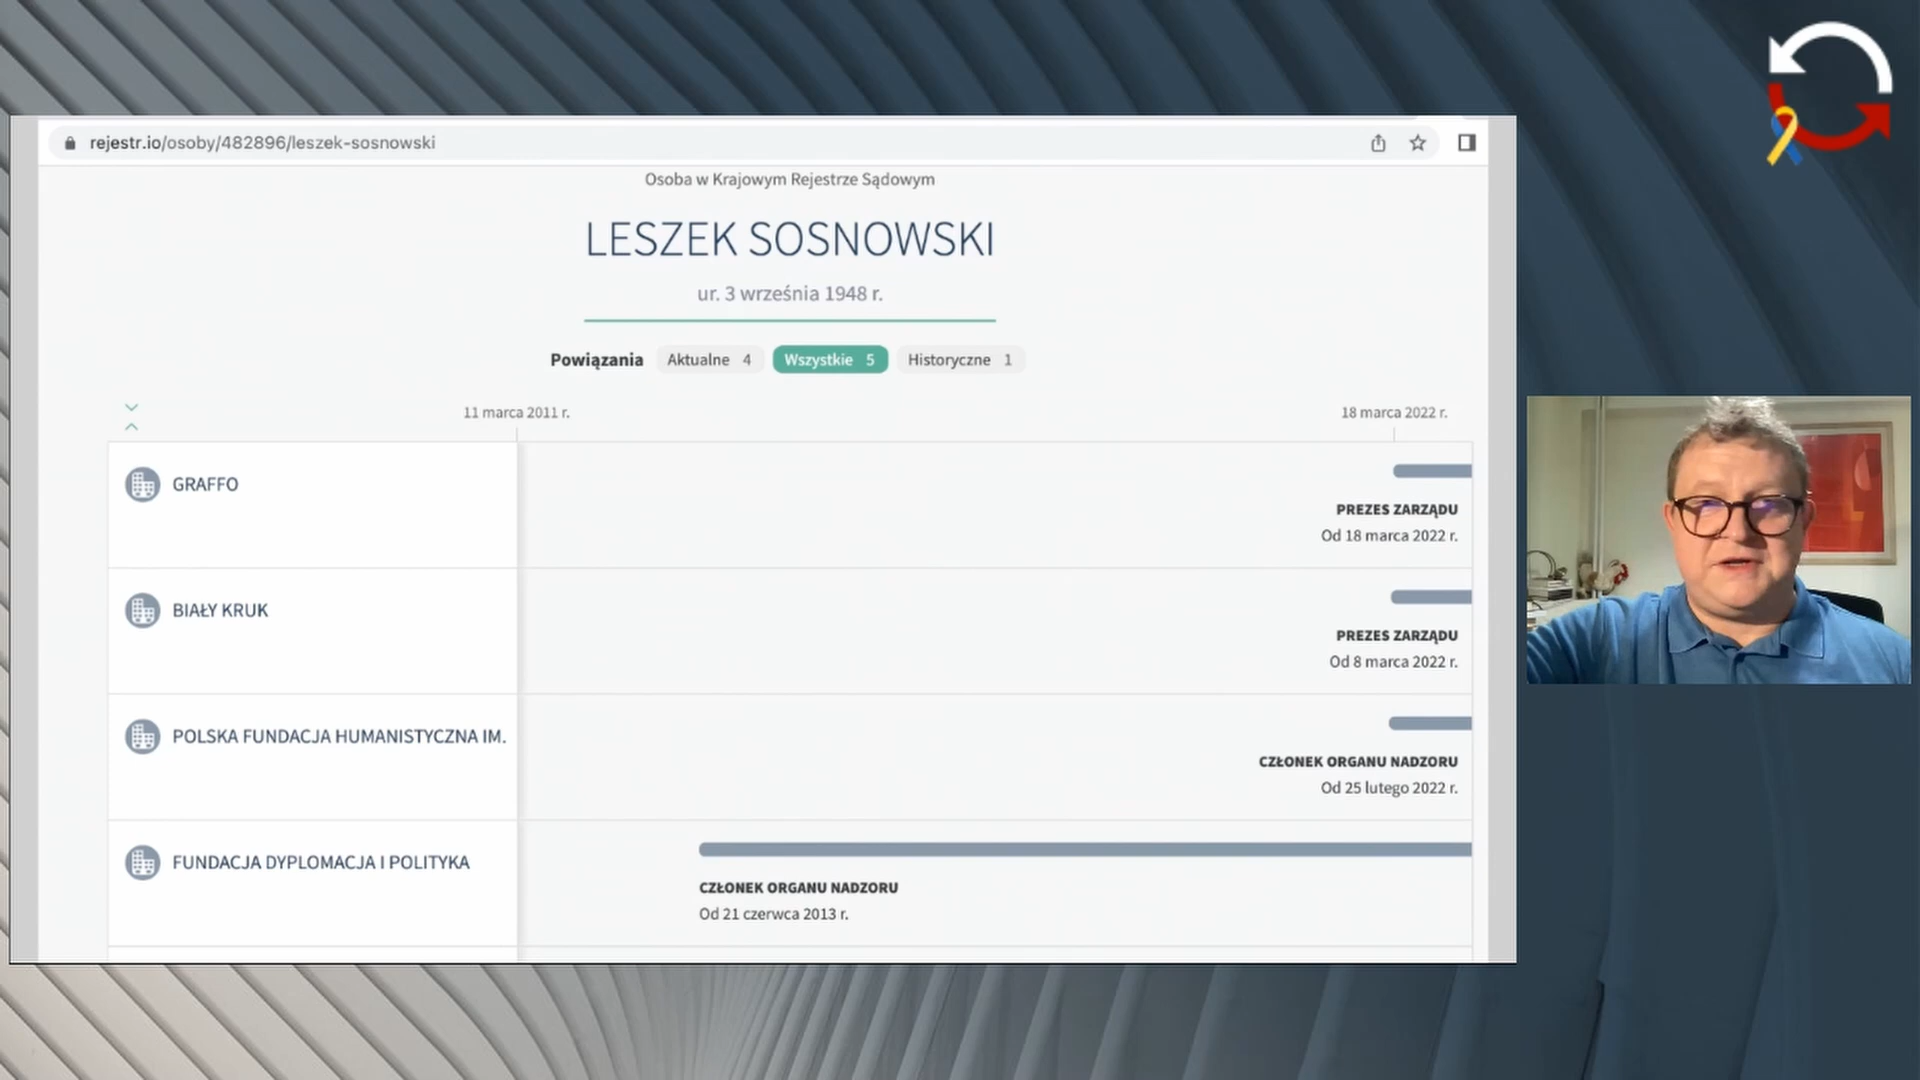 rejestr.io/osoby/482896/leszek-sosnowski
Osoba w Krajowym Rejestrze Sądowym
LESZEK SOSNOWSKI
ur. 3 września 1948 r.
Powiązania Aktualne 4 Wszystkie 5 Historyczne 1
11 marca 2011 r. 18 marca 2022 r.
GRAFFO
PREZES ZARZĄDU
Od 18 marca 2022 r.
BIAŁY KRUK
PREZES ZARZĄDU
Od 8 marca 2022 r.
POLSKA FUNDACJA HUMANISTYCZNA IM.
CZŁONEK ORGANU NADZORU
Od 25 lutego 2022 r.
FUNDACJA DYPLOMACJA I POLITYKA
CZŁONEK ORGANU NADZORU
Od 21 czerwca 2013 r.